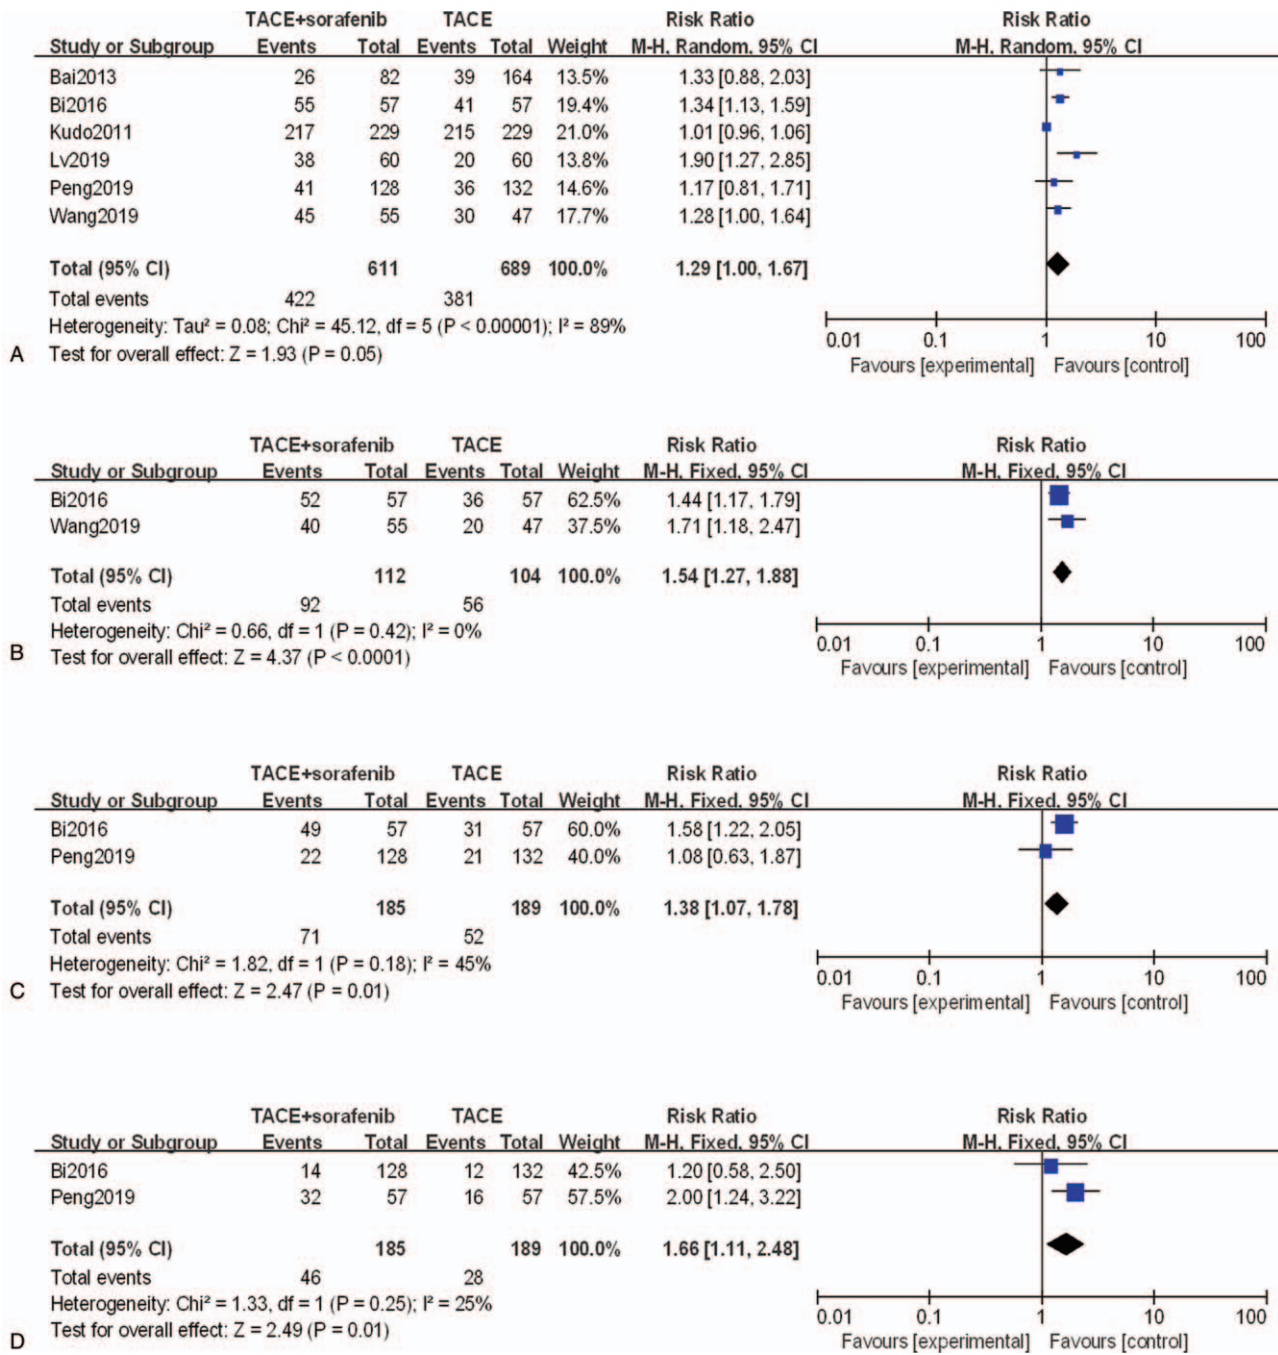 TACE+sorafenib TACE Risk Ratio Risk Ratio
Study or Subgroup Events Total Events Total Weight M-H, Random, 95% CI M-H, Random, 95% CI
Bai2013 26 82 39 164 13.5% 1.33 [0.88, 2.03]
Bi2016 55 57 41 57 19.4% 1.34 [1.13, 1.59]
Kudo2011 217 229 215 229 21.0% 1.01 [0.96, 1.06]
Lv2019 38 60 20 60 13.8% 1.90 [1.27, 2.85]
Peng2019 41 128 36 132 14.6% 1.17 [0.81, 1.71]
Wang2019 45 55 30 47 17.7% 1.28 [1.00, 1.64]
Total (95% CI) 611 689 100.0% 1.29 [1.00, 1.67]
Total events 422 381
Heterogeneity: Tau² = 0.08; Chi² = 45.12, df = 5 (P < 0.00001); I² = 89%
0.01 0.1 1 10 100
A Test for overall effect: Z = 1.93 (P = 0.05)
Favours [experimental] Favours [control]
TACE+sorafenib TACE Risk Ratio Risk Ratio
Study or Subgroup Events Total Events Total Weight M-H, Fixed, 95% CI M-H, Fixed, 95% CI
Bi2016 52 57 36 57 62.5% 1.44 [1.17, 1.79]
Wang2019 40 55 20 47 37.5% 1.71 [1.18, 2.47]
Total (95% CI) 112 104 100.0% 1.54 [1.27, 1.88]
Total events 92 56
Heterogeneity: Chi² = 0.66, df = 1 (P = 0.42); I² = 0%
0.01 0.1 1 10 100
B Test for overall effect: Z = 4.37 (P < 0.0001)
Favours [experimental] Favours [control]
TACE+sorafenib TACE Risk Ratio Risk Ratio
Study or Subgroup Events Total Events Total Weight M-H, Fixed, 95% CI M-H, Fixed, 95% CI
Bi2016 49 57 31 57 60.0% 1.58 [1.22, 2.05]
Peng2019 22 128 21 132 40.0% 1.08 [0.63, 1.87]
Total (95% CI) 185 189 100.0% 1.38 [1.07, 1.78]
Total events 71 52
Heterogeneity: Chi² = 1.82, df = 1 (P = 0.18); I² = 45%
0.01 0.1 1 10 100
C Test for overall effect: Z = 2.47 (P = 0.01)
Favours [experimental] Favours [control]
TACE+sorafenib TACE Risk Ratio Risk Ratio
Study or Subgroup Events Total Events Total Weight M-H, Fixed, 95% CI M-H, Fixed, 95% CI
Bi2016 14 128 12 132 42.5% 1.20 [0.58, 2.50]
Peng2019 32 57 16 57 57.5% 2.00 [1.24, 3.22]
Total (95% CI) 185 189 100.0% 1.66 [1.11, 2.48]
Total events 46 28
Heterogeneity: Chi² = 1.33, df = 1 (P = 0.25); I² = 25%
0.01 0.1 1 10 100
D Test for overall effect: Z = 2.49 (P = 0.01)
Favours [experimental] Favours [control]